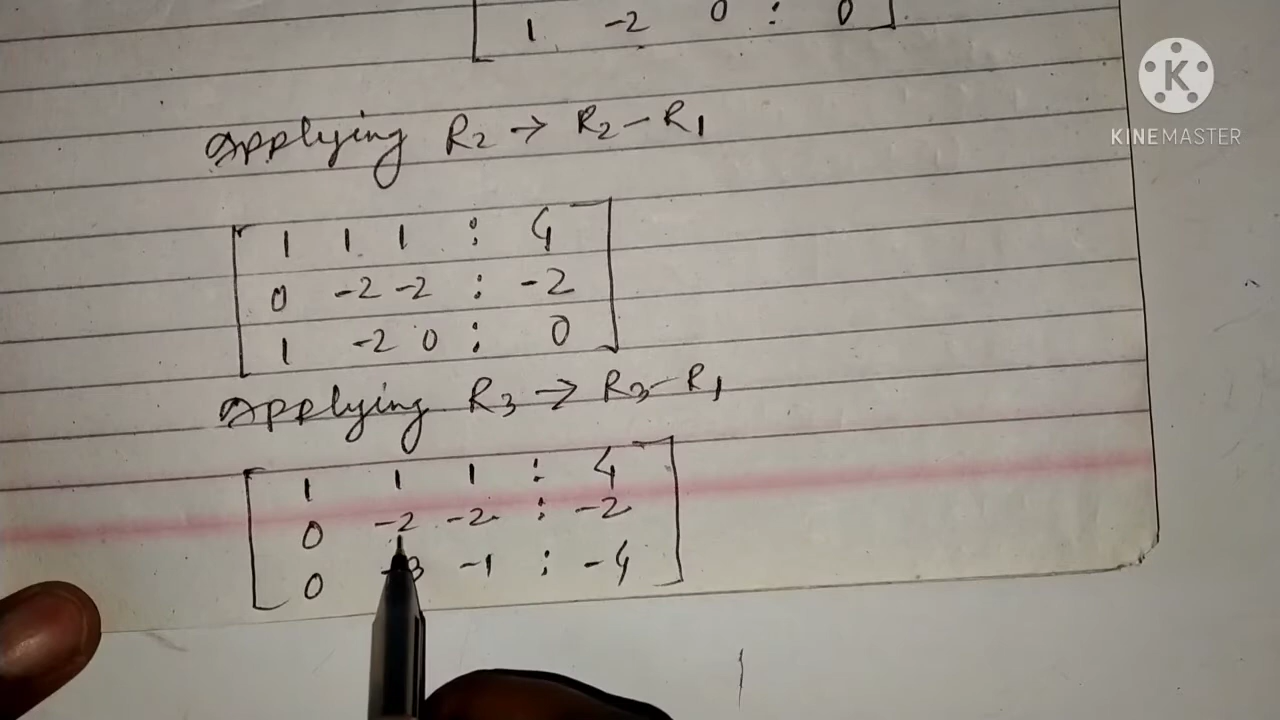 1 -2 0 : 0
K
KINEMASTER
Applying R2 → R2 - R1
1 1 1 : 4
0 -2 -2 : -2
1 -2 0 : 0
Applying R3 → R3 - R1
1 1 1 : 4
0 -2 -2 : -2
0 -3 -1 : -4